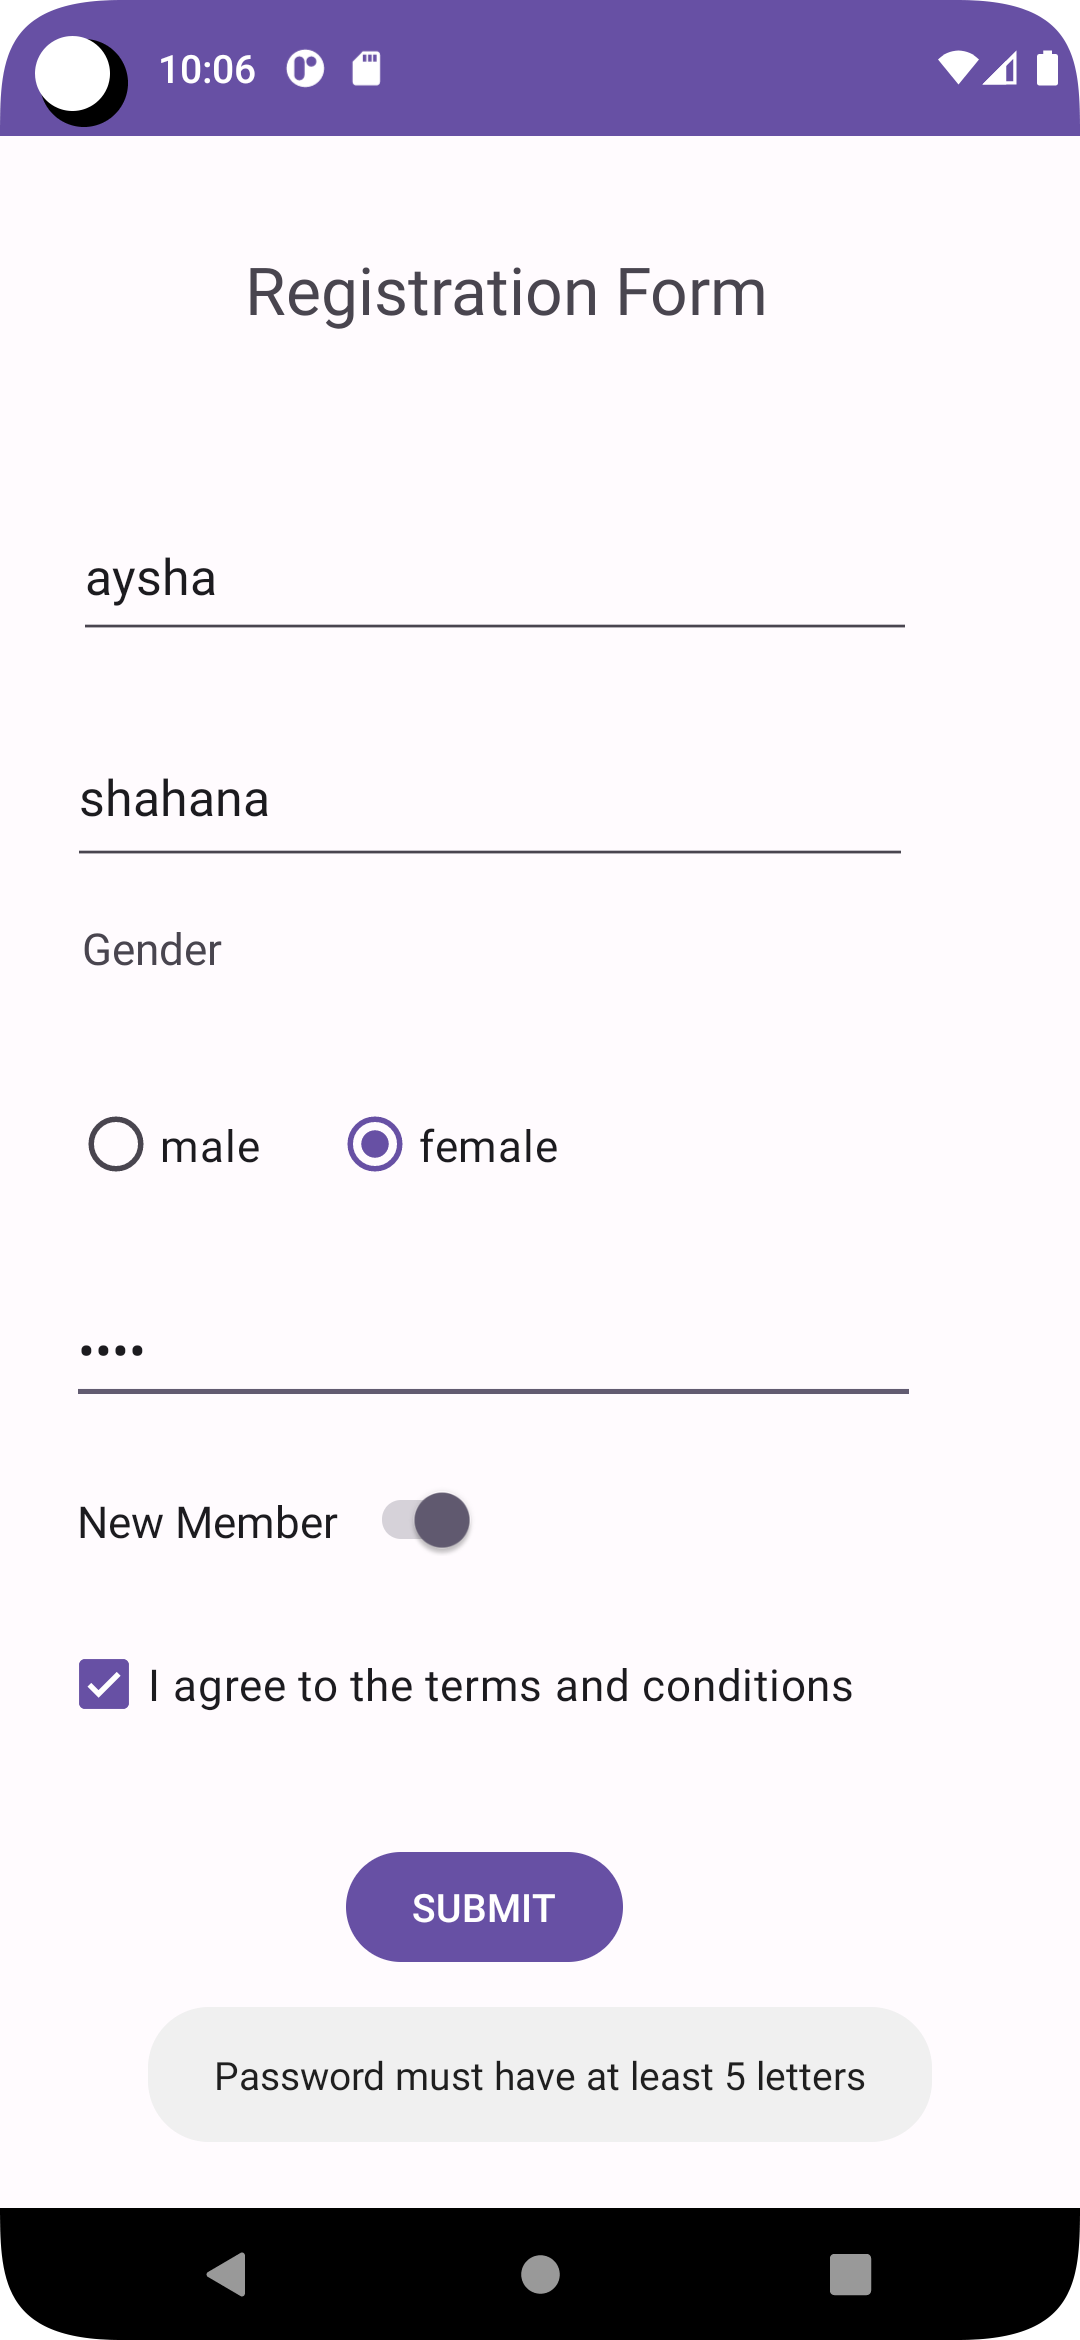 10:06
Registration Form
aysha
shahana
Gender
male female
••••
New Member
I agree to the terms and conditions
SUBMIT
Password must have at least 5 letters